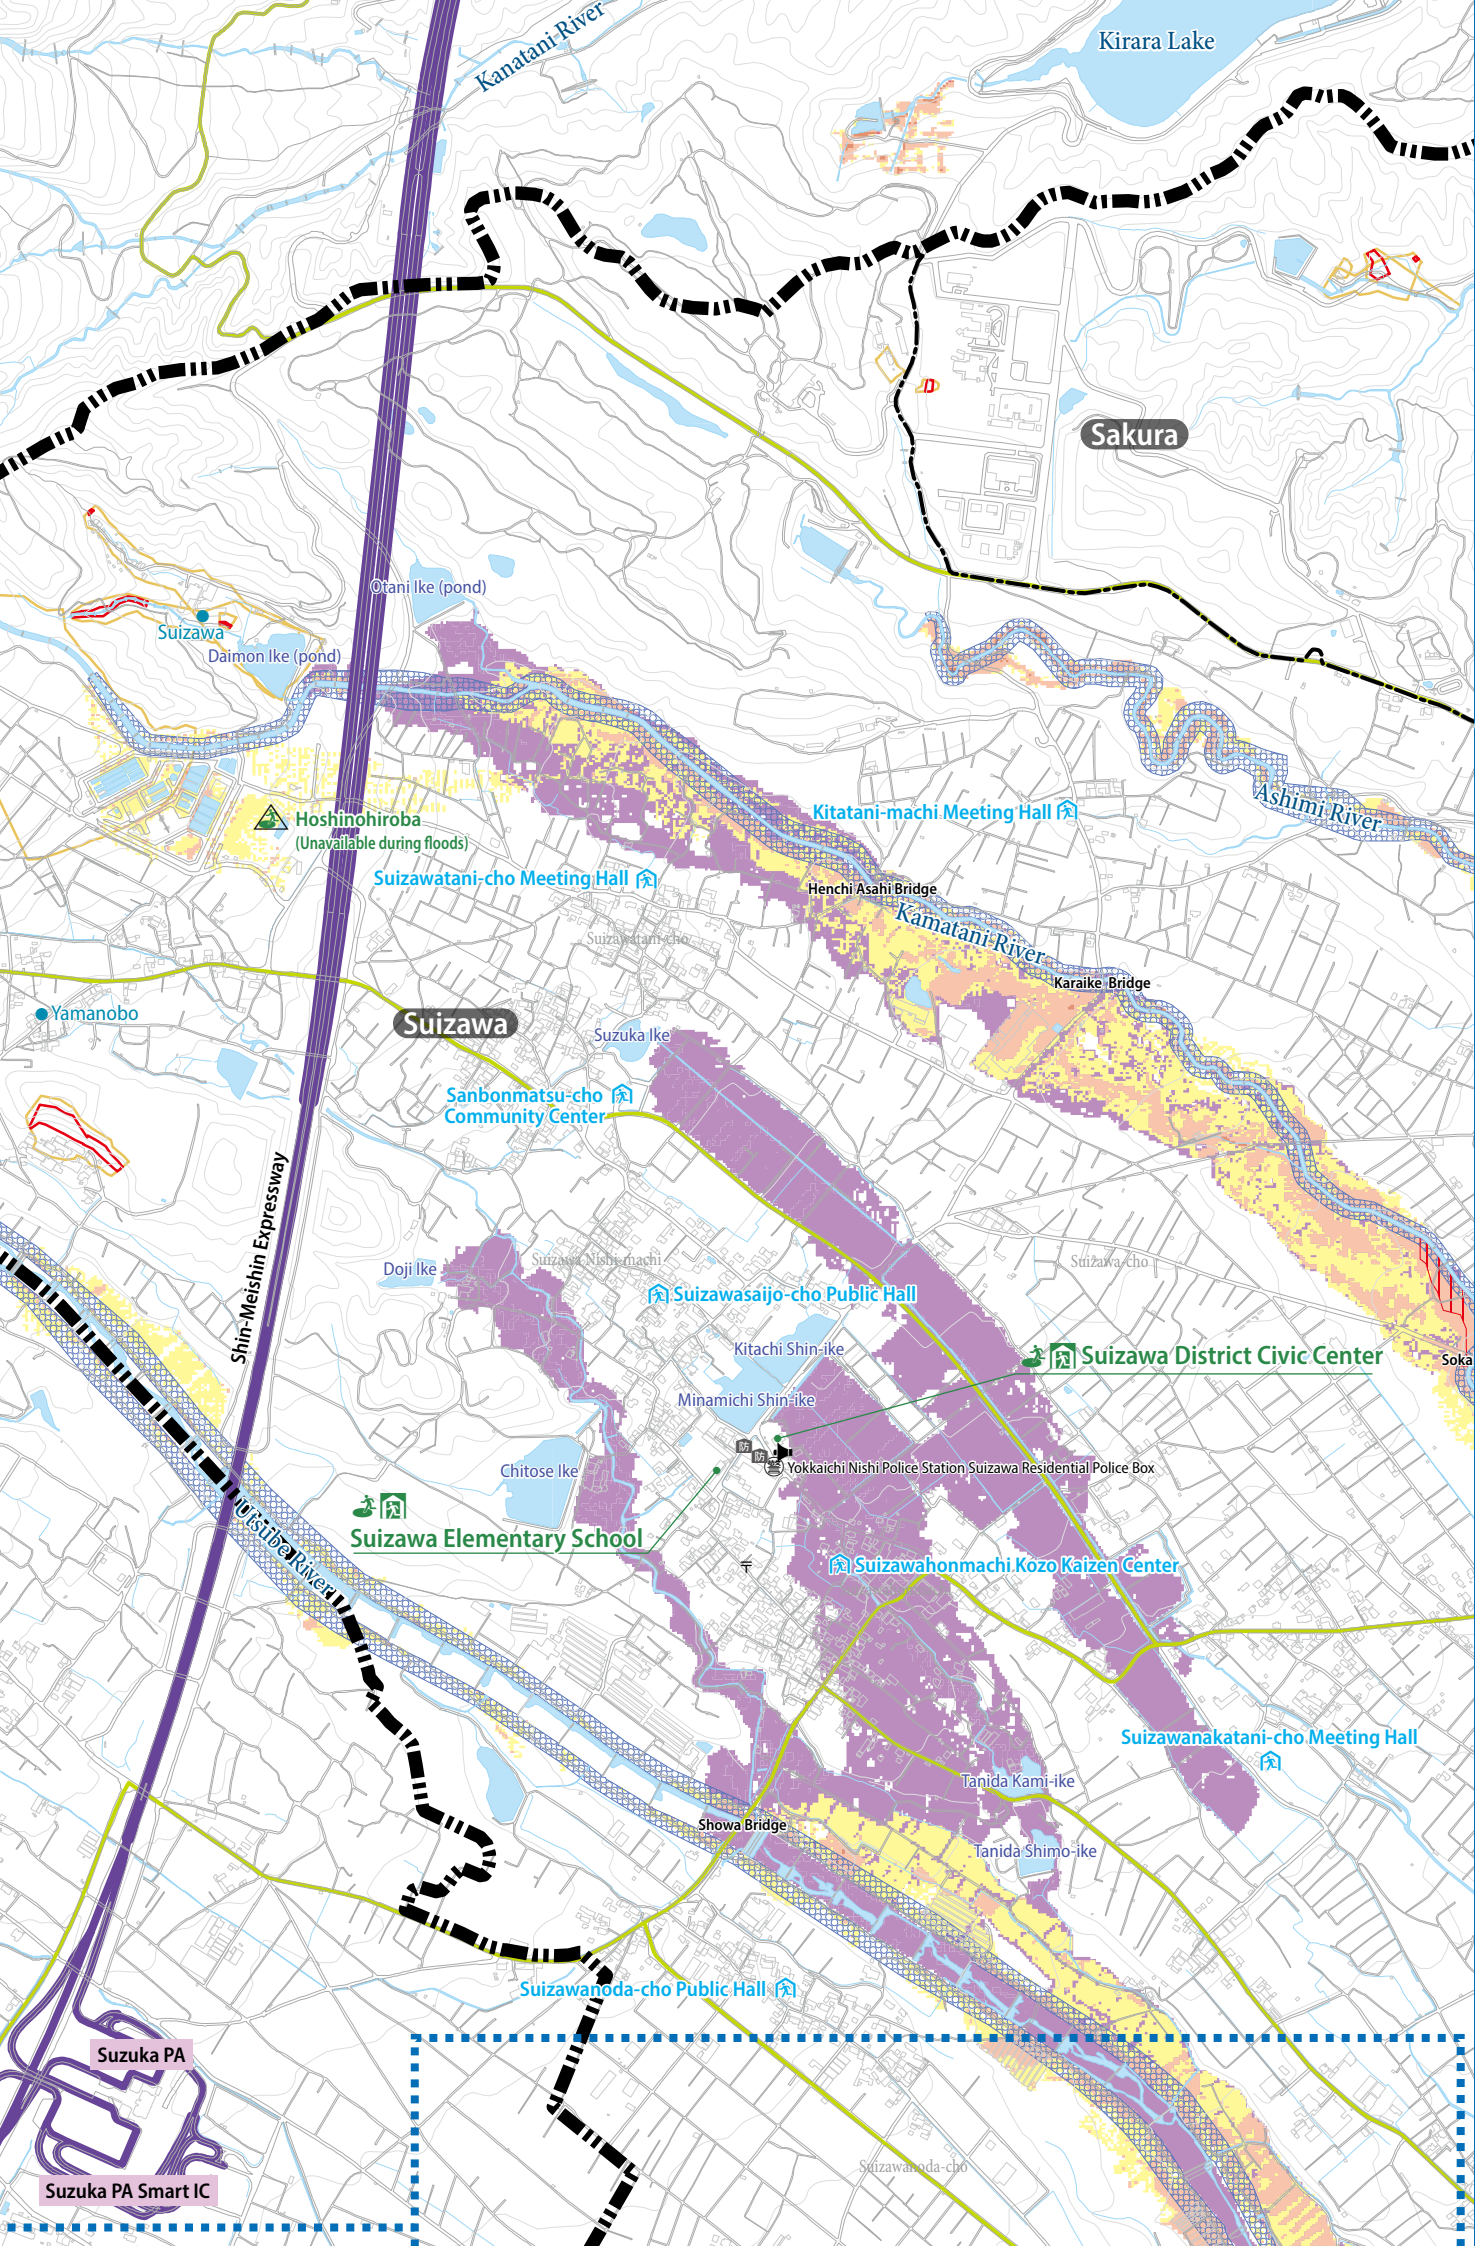 Kanatani River
Kirara Lake
Sakura
Otani Ike (pond)
Suizawa
Daimon Ike (pond)
Ashimi River
Kitatani-machi Meeting Hall
Hoshinohiroba
(Unavailable during floods)
Suizawatani-cho Meeting Hall
Henchi Asahi Bridge
Kamatani River
Suizawatani-cho
Karaike Bridge
Yamanobo
Suizawa
Suzuka Ike
Sanbonmatsu-cho
Community Center
Shin-Meishin Expressway
Doji Ike
Suizawa Nishi-machi
Suizawa-cho
Suizawasaijo-cho Public Hall
Kitachi Shin-ike
Suizawa District Civic Center
Soka
Minamichi Shin-ike
防
防
警
Yokkaichi Nishi Police Station Suizawa Residential Police Box
Chitose Ike
Utsube River
Suizawa Elementary School
〒
Suizawahonmachi Kozo Kaizen Center
Suizawanakatani-cho Meeting Hall
Tanida Kami-ike
Showa Bridge
Tanida Shimo-ike
Suizawanoda-cho Public Hall
Suzuka PA
Suizawanoda-cho
Suzuka PA Smart IC